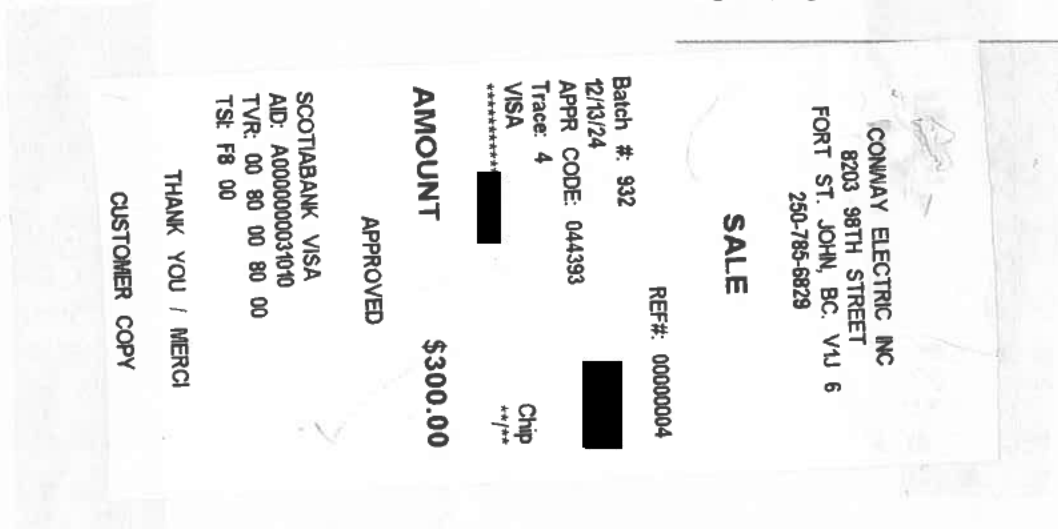 CONWAY ELECTRIC INC
8203 98TH STREET
FORT ST. JOHN, BC. V1J 6
250-785-6829
SALE
REF#: 00000004
Batch #: 932
12/13/24
APPR CODE: 044393
Trace: 4
VISA Chip
************ **/**
AMOUNT $300.00
APPROVED
SCOTIABANK VISA
AID: A0000000031010
TVR: 00 80 00 80 00
TSI: F8 00
THANK YOU / MERCI
CUSTOMER COPY